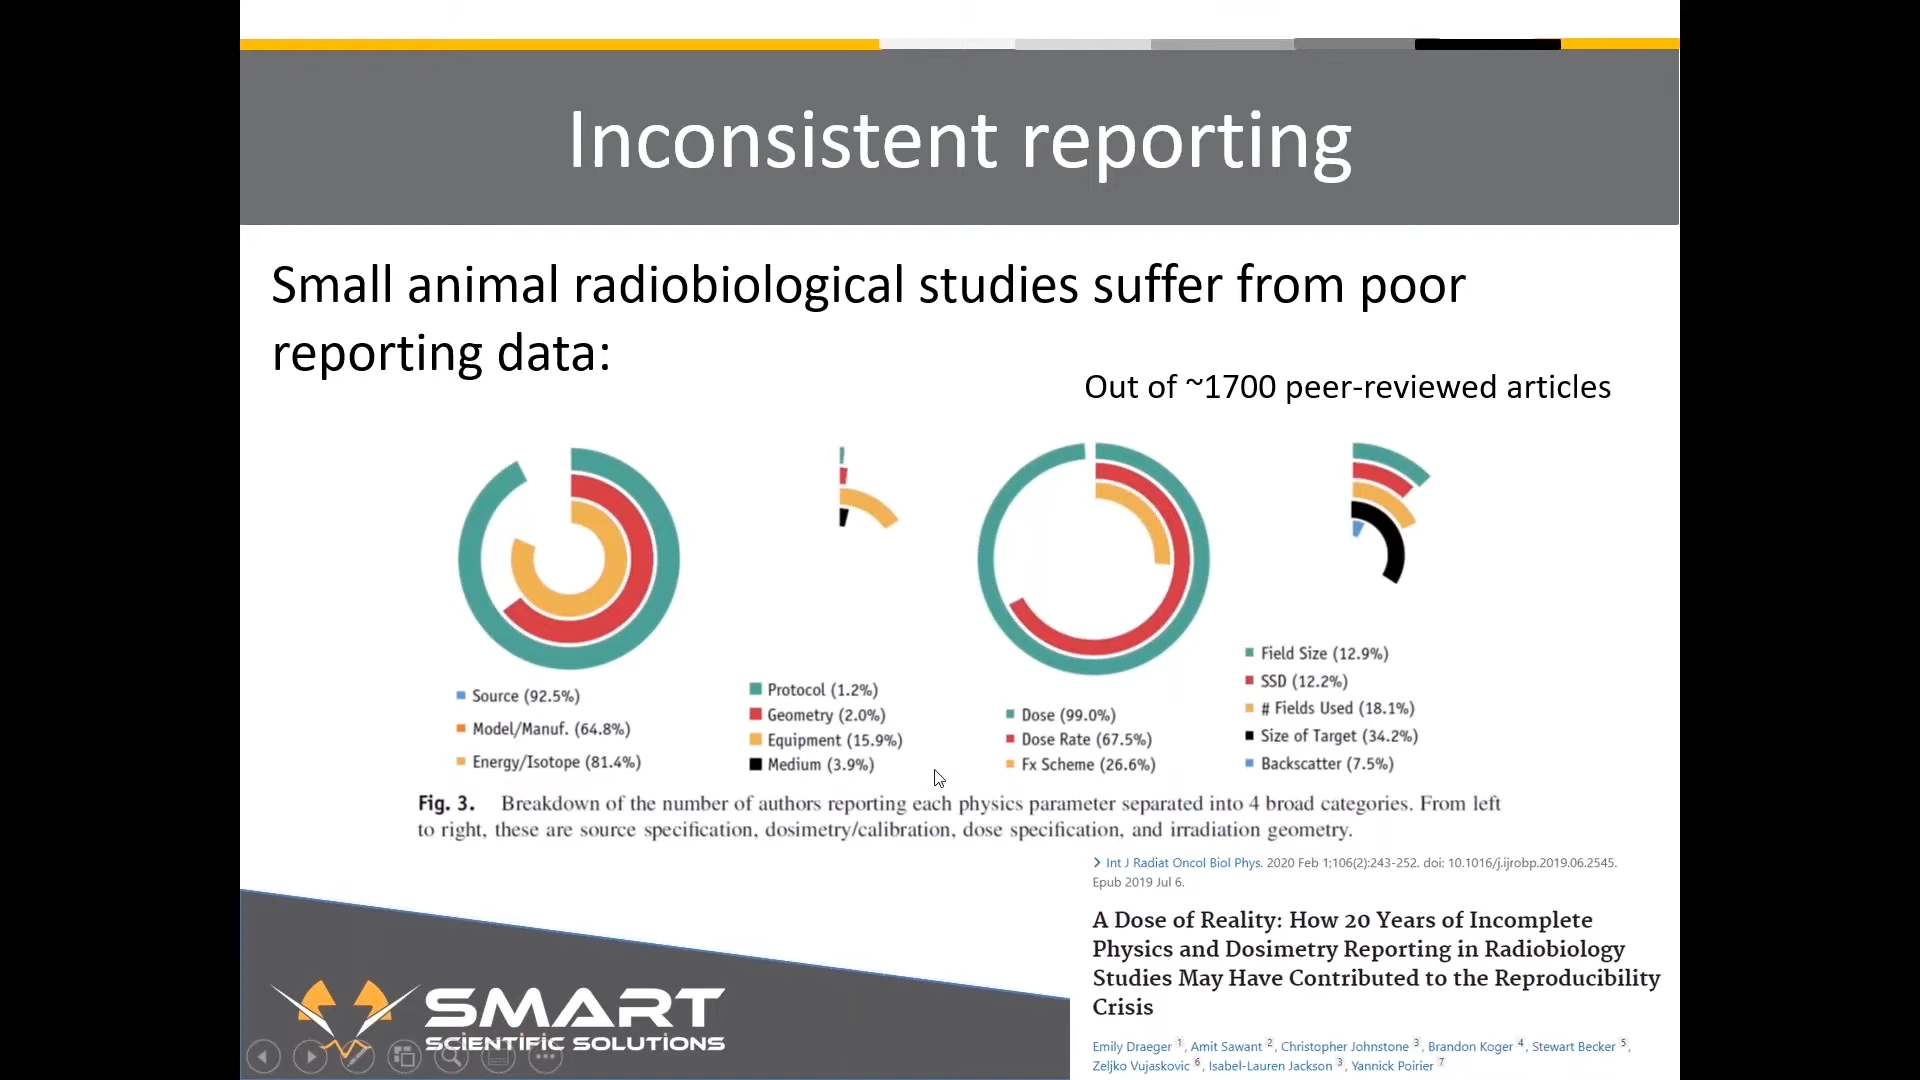 Inconsistent reporting
Small animal radiobiological studies suffer from poor
reporting data:
Out of ~1700 peer-reviewed articles
Source (92.5%)
Model/Manuf. (64.8%)
Energy/Isotope (81.4%)
Protocol (1.2%)
Geometry (2.0%)
Equipment (15.9%)
Medium (3.9%)
Dose (99.0%)
Dose Rate (67.5%)
Fx Scheme (26.6%)
Field Size (12.9%)
SSD (12.2%)
# Fields Used (18.1%)
Size of Target (34.2%)
Backscatter (7.5%)
Fig. 3. Breakdown of the number of authors reporting each physics parameter separated into 4 broad categories. From left
to right, these are source specification, dosimetry/calibration, dose specification, and irradiation geometry.
> Int J Radiat Oncol Biol Phys. 2020 Feb 1;106(2):243-252. doi: 10.1016/j.ijrobp.2019.06.2545.
Epub 2019 Jul 6.
A Dose of Reality: How 20 Years of Incomplete
Physics and Dosimetry Reporting in Radiobiology
Studies May Have Contributed to the Reproducibility
Crisis
Emily Draeger 1, Amit Sawant 2, Christopher Johnstone 3, Brandon Koger 4, Stewart Becker 5,
Zeljko Vujaskovic 6, Isabel-Lauren Jackson 3, Yannick Poirier 7
SMART
SCIENTIFIC SOLUTIONS